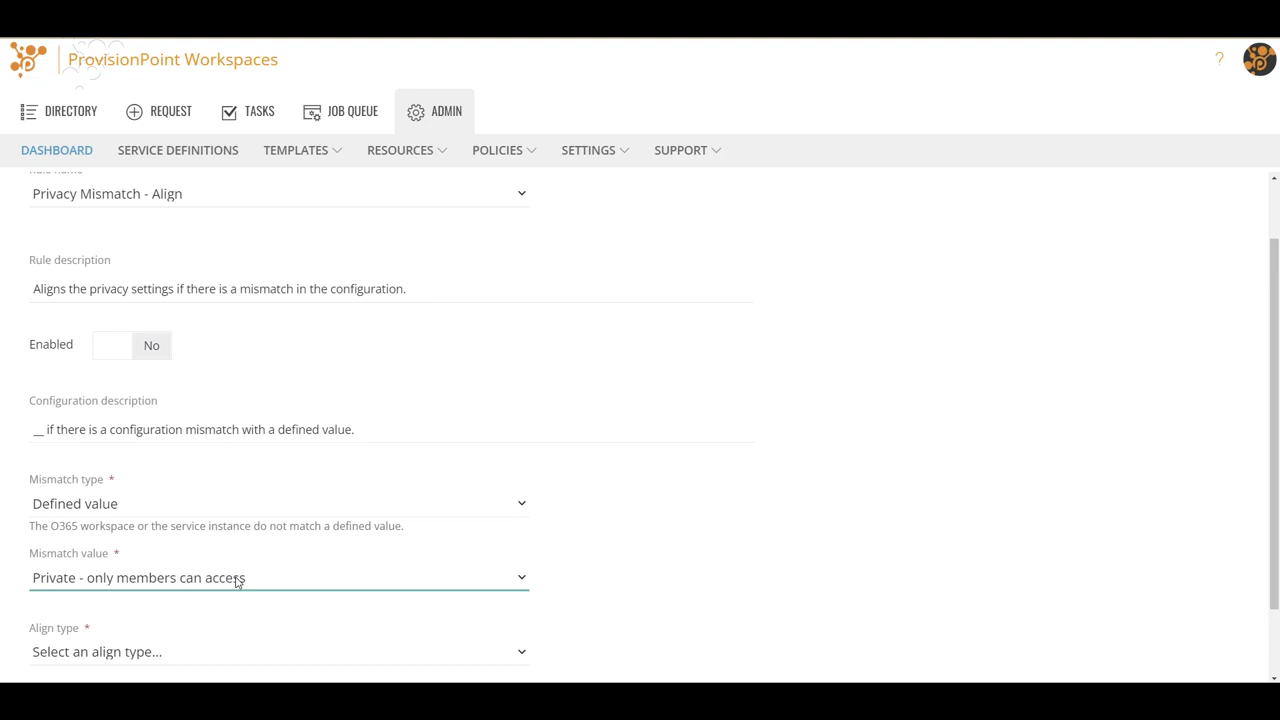 ProvisionPoint Workspaces
?
DIRECTORY REQUEST TASKS JOB QUEUE ADMIN
DASHBOARD SERVICE DEFINITIONS TEMPLATES RESOURCES POLICIES SETTINGS SUPPORT
Rule name
Privacy Mismatch - Align
Rule description
Aligns the privacy settings if there is a mismatch in the configuration.
Enabled No
Configuration description
__ if there is a configuration mismatch with a defined value.
Mismatch type *
Defined value
The O365 workspace or the service instance do not match a defined value.
Mismatch value *
Private - only members can access
Align type *
Select an align type...